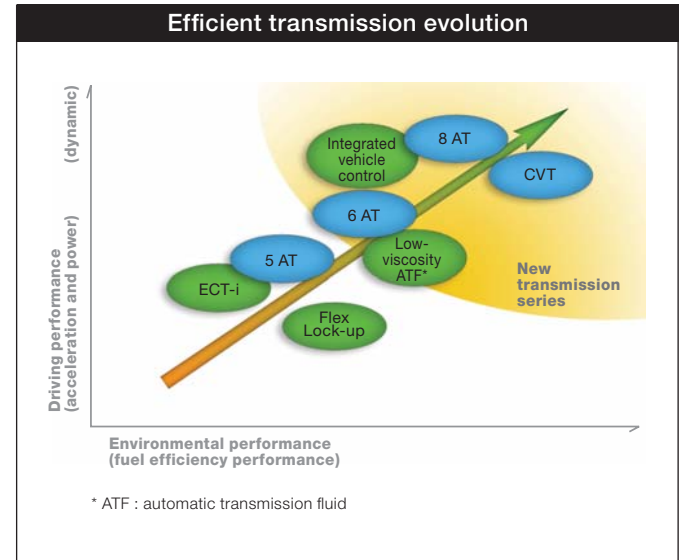 Efficient transmission evolution
Driving performance
(acceleration and power)
(dynamic)
Integrated
vehicle
control
8 AT
CVT
6 AT
Low-
viscosity
ATF*
5 AT
ECT-i
Flex
Lock-up
New
transmission
series
Environmental performance
(fuel efficiency performance)
* ATF : automatic transmission fluid